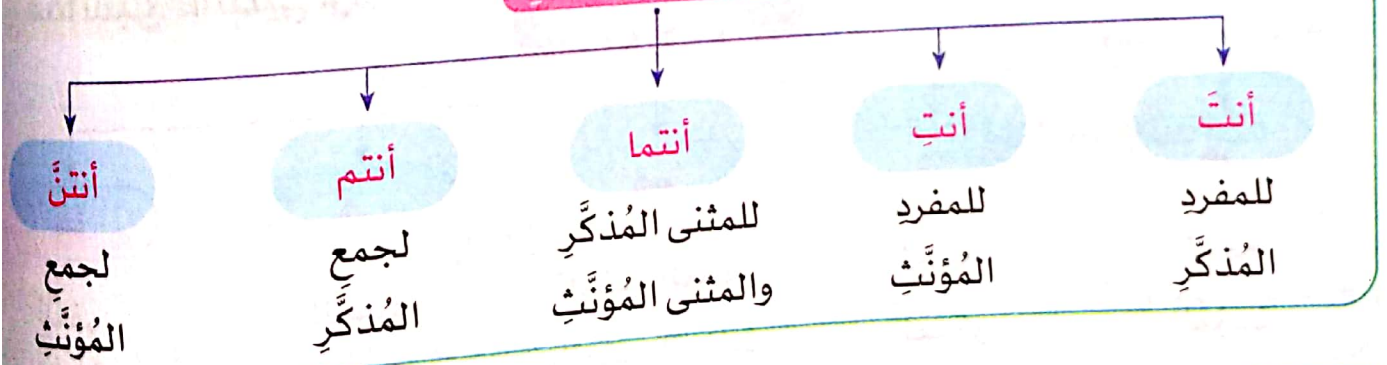 أنتَ
للمفردِ
المُذكَّرِ
أنتِ
للمفردِ
المُؤنَّثِ
أنتما
للمثنى المُذكَّرِ
والمثنى المُؤنَّثِ
أنتم
لجمعِ
المُذكَّرِ
أنتنَّ
لجمعِ
المُؤنَّثِ